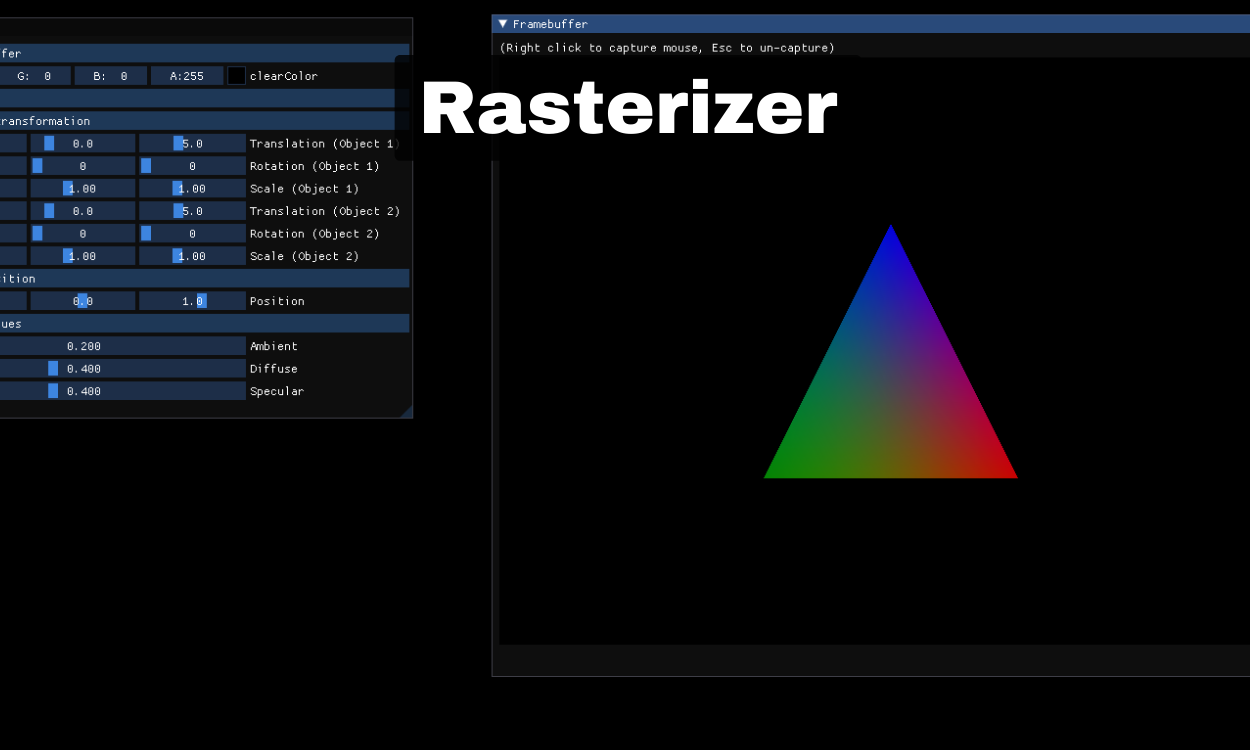 Framebuffer
(Right click to capture mouse, Esc to un-capture)
Rasterizer
ffer
G: 0 B: 0 A:255 clearColor
ransformation
0.0 5.0 Translation (Object 1)
0 0 Rotation (Object 1)
1.00 1.00 Scale (Object 1)
0.0 5.0 Translation (Object 2)
0 0 Rotation (Object 2)
1.00 1.00 Scale (Object 2)
ition
0.0 1.0 Position
ues
0.200 Ambient
0.400 Diffuse
0.400 Specular